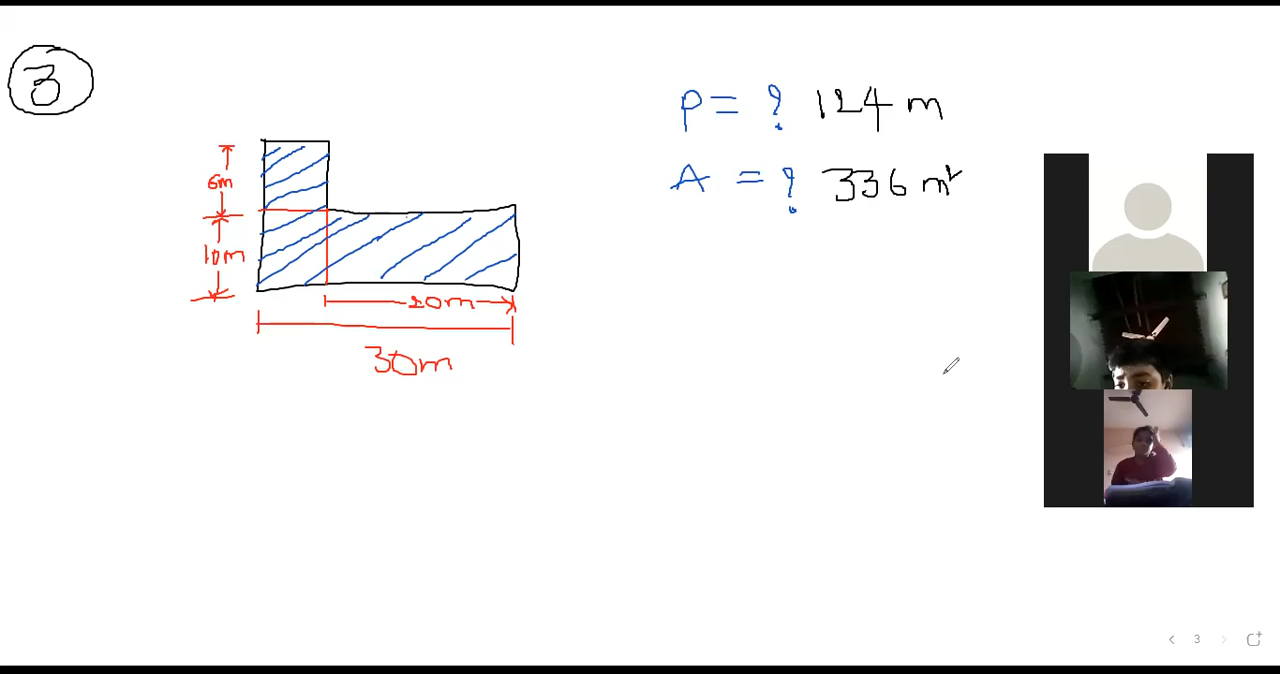 3
P = ? 124 m
A = ? 336 m²
6m
10m
20m
30m
3